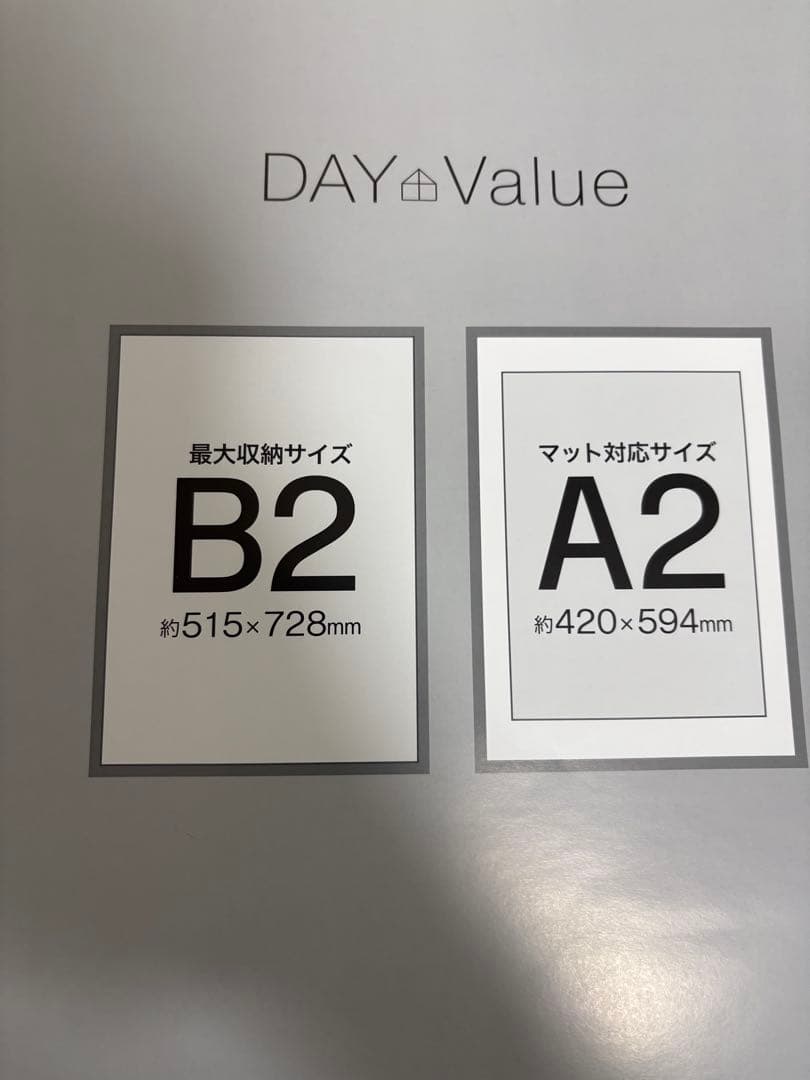 DAY Value
最大収納サイズ
B2
約515×728mm
マット対応サイズ
A2
約420×594mm